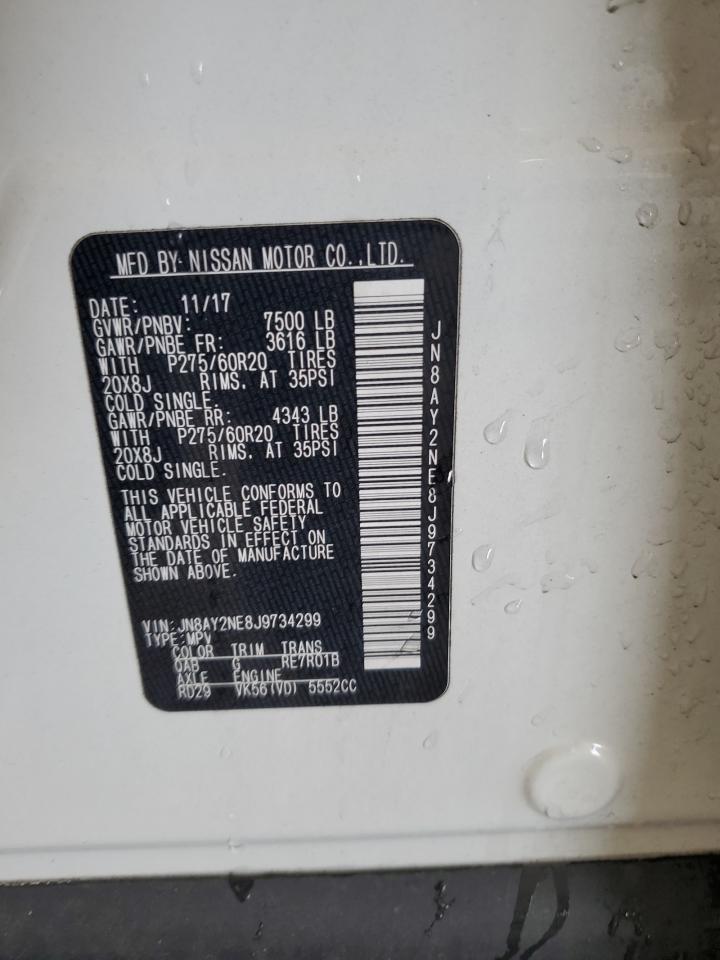 MFD BY: NISSAN MOTOR CO.,LTD.
DATE: 11/17
GVWR/PNBV: 7500 LB
GAWR/PNBE FR: 3616 LB
WITH P275/60R20 TIRES
20X8J RIMS. AT 35PSI
COLD SINGLE.
GAWR/PNBE RR: 4343 LB
WITH P275/60R20 TIRES
20X8J RIMS. AT 35PSI
COLD SINGLE.
THIS VEHICLE CONFORMS TO
ALL APPLICABLE FEDERAL
MOTOR VEHICLE SAFETY
STANDARDS IN EFFECT ON
THE DATE OF MANUFACTURE
SHOWN ABOVE.
VIN: JN8AY2NE8J9734299
TYPE: MPV
COLOR TRIM TRANS
QAB G RE7R01B
AXLE ENGINE
RD29 VK56(VD) 5552CC
JN8AY2NE8J9734299